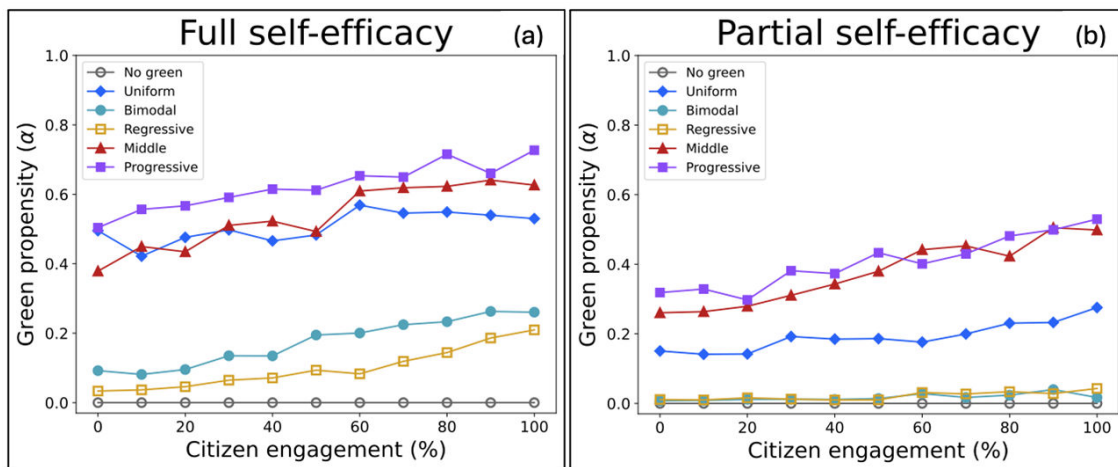 Full self-efficacy (a)
1.0
0.8
0.6
0.4
0.2
0.0
Green propensity (α)
No green
Uniform
Bimodal
Regressive
Middle
Progressive
0 20 40 60 80 100
Citizen engagement (%)
Partial self-efficacy (b)
1.0
0.8
0.6
0.4
0.2
0.0
Green propensity (α)
No green
Uniform
Bimodal
Regressive
Middle
Progressive
0 20 40 60 80 100
Citizen engagement (%)